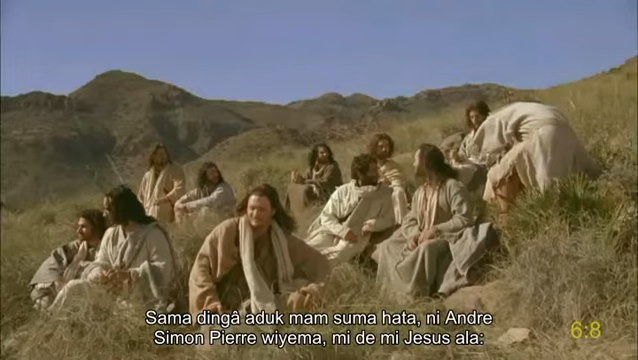 Sama dingâ aduk mam suma hata, ni Andre
Simon Pierre wiyema, mi de mi Jesus ala:
6:8